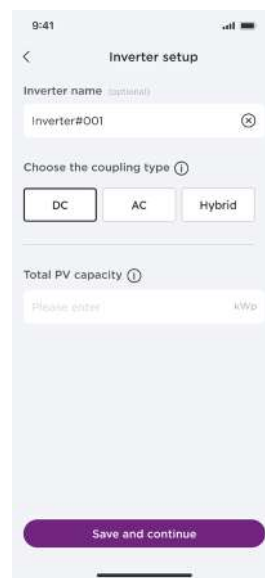 9:41
Inverter setup
Inverter name (optional)
Inverter#001
Choose the coupling type
DC AC Hybrid
Total PV capacity
Please enter kWp
Save and continue